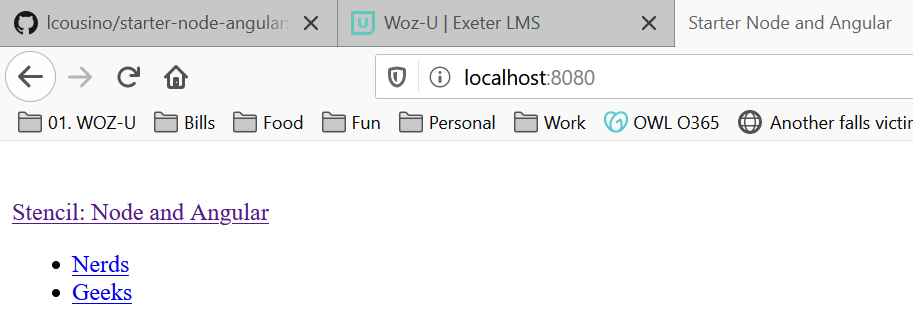 lcousino/starter-node-angular:
Woz-U | Exeter LMS
Starter Node and Angular
localhost:8080
01. WOZ-U Bills Food Fun Personal Work OWL O365 Another falls victin
Stencil: Node and Angular
Nerds
Geeks